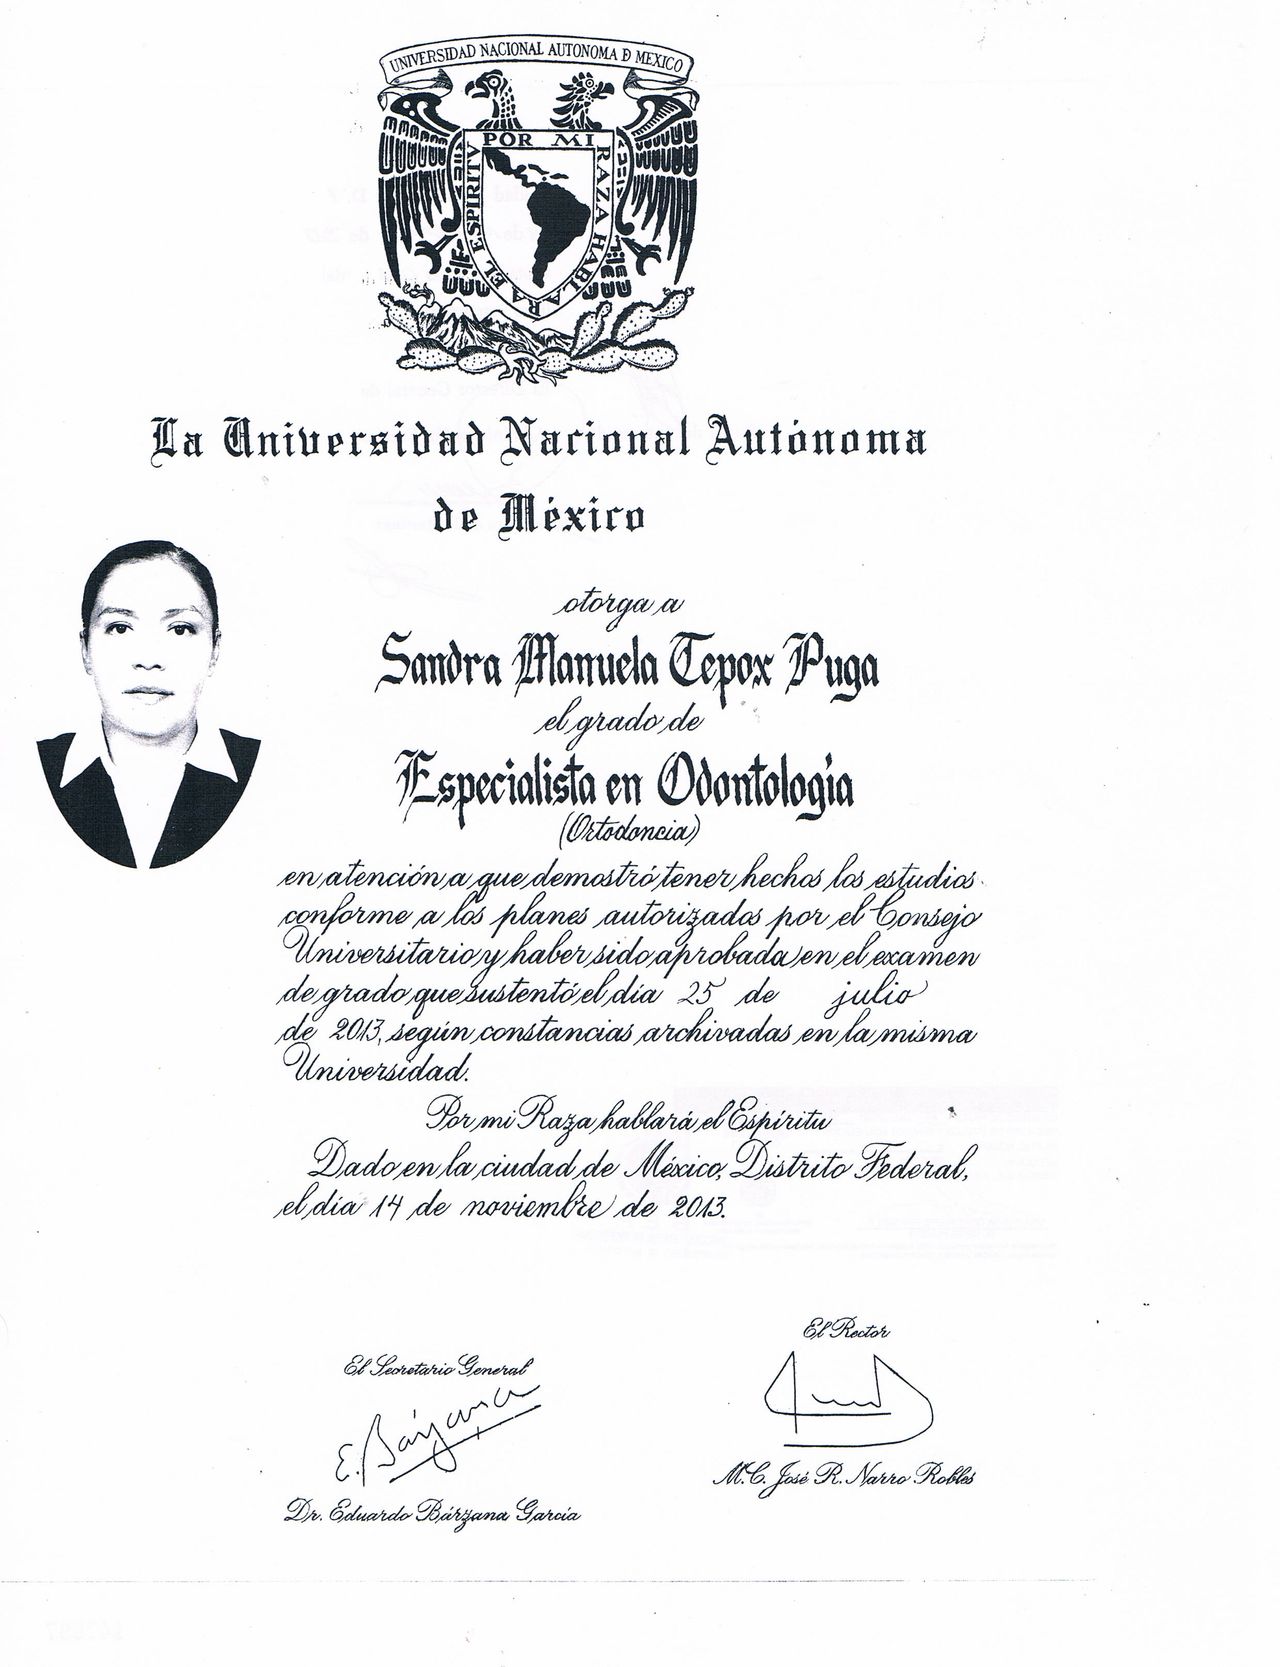 UNIVERSIDAD NACIONAL AUTONOMA D MEXICO
POR MI RAZA HABLARA EL ESPIRITV
La Universidad Nacional Autónoma
de México
otorga a
Sandra Manuela Tepox Puga
el grado de
Especialista en Odontología
(Ortodoncia)
en atención a que demostró tener hechos los estudios
conforme a los planes autorizados por el Consejo
Universitario y haber sido aprobada en el examen
de grado que sustentó el día 25 de julio
de 2013, según constancias archivadas en la misma
Universidad.
Por mi Raza hablará el Espíritu
Dado en la ciudad de México, Distrito Federal,
el día 14 de noviembre de 2013.
El Rector
El Secretario General
E. Bárzana
M.C. José R. Narro Robles
Dr. Eduardo Bárzana García